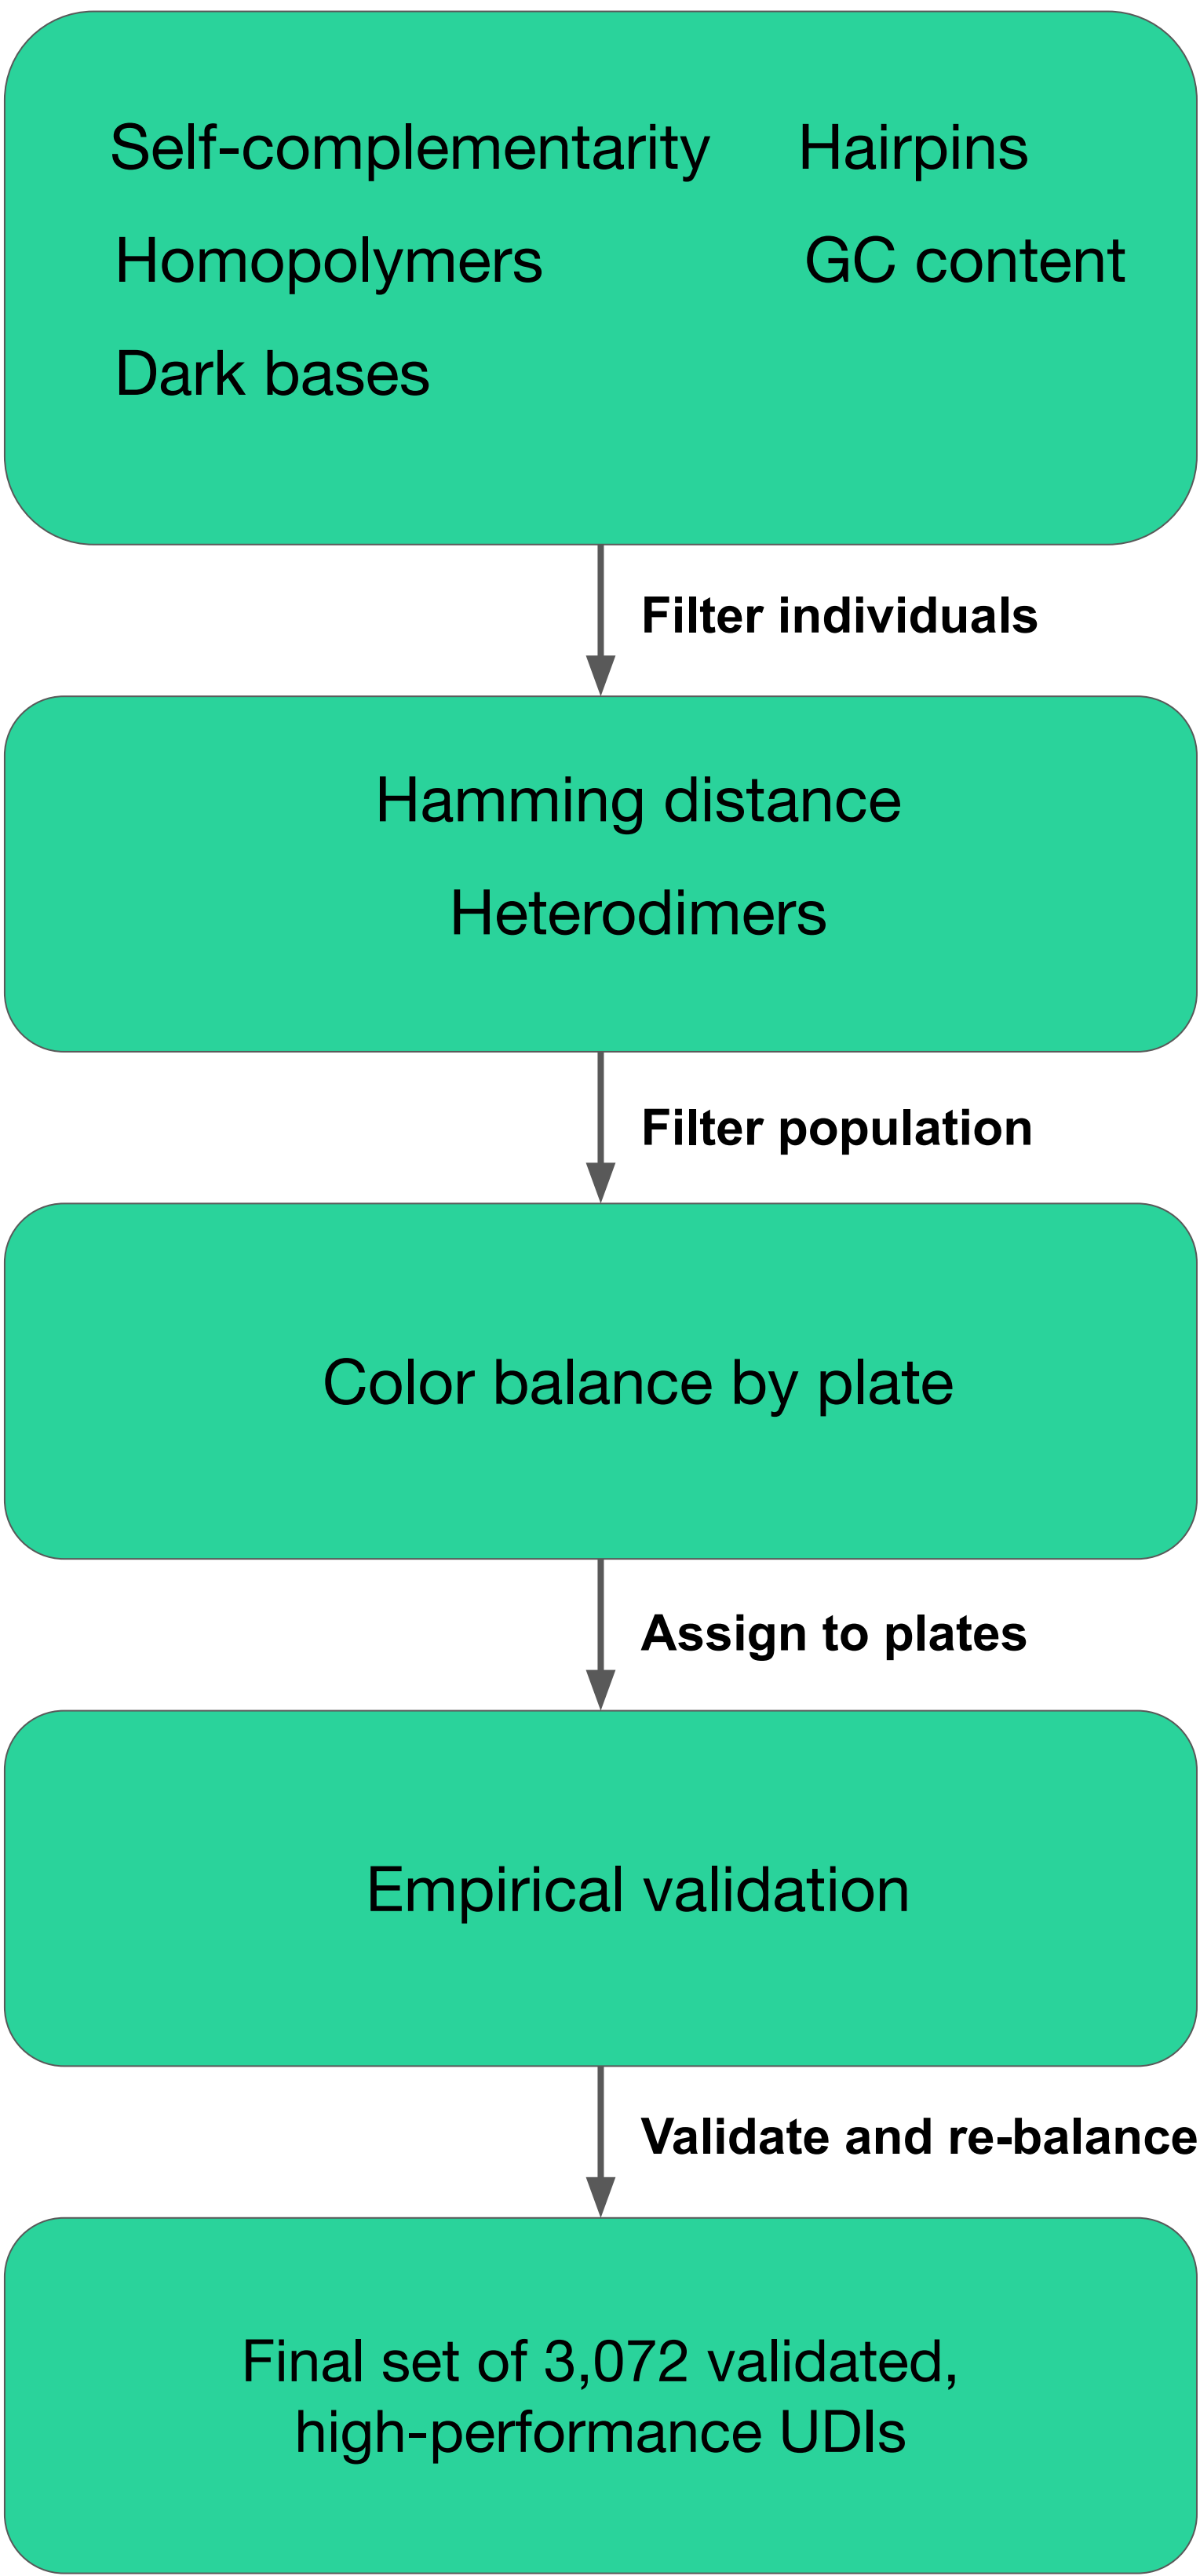 Self-complementarity Hairpins
Homopolymers GC content
Dark bases
Filter individuals
Hamming distance
Heterodimers
Filter population
Color balance by plate
Assign to plates
Empirical validation
Validate and re-balance
Final set of 3,072 validated,
high-performance UDIs